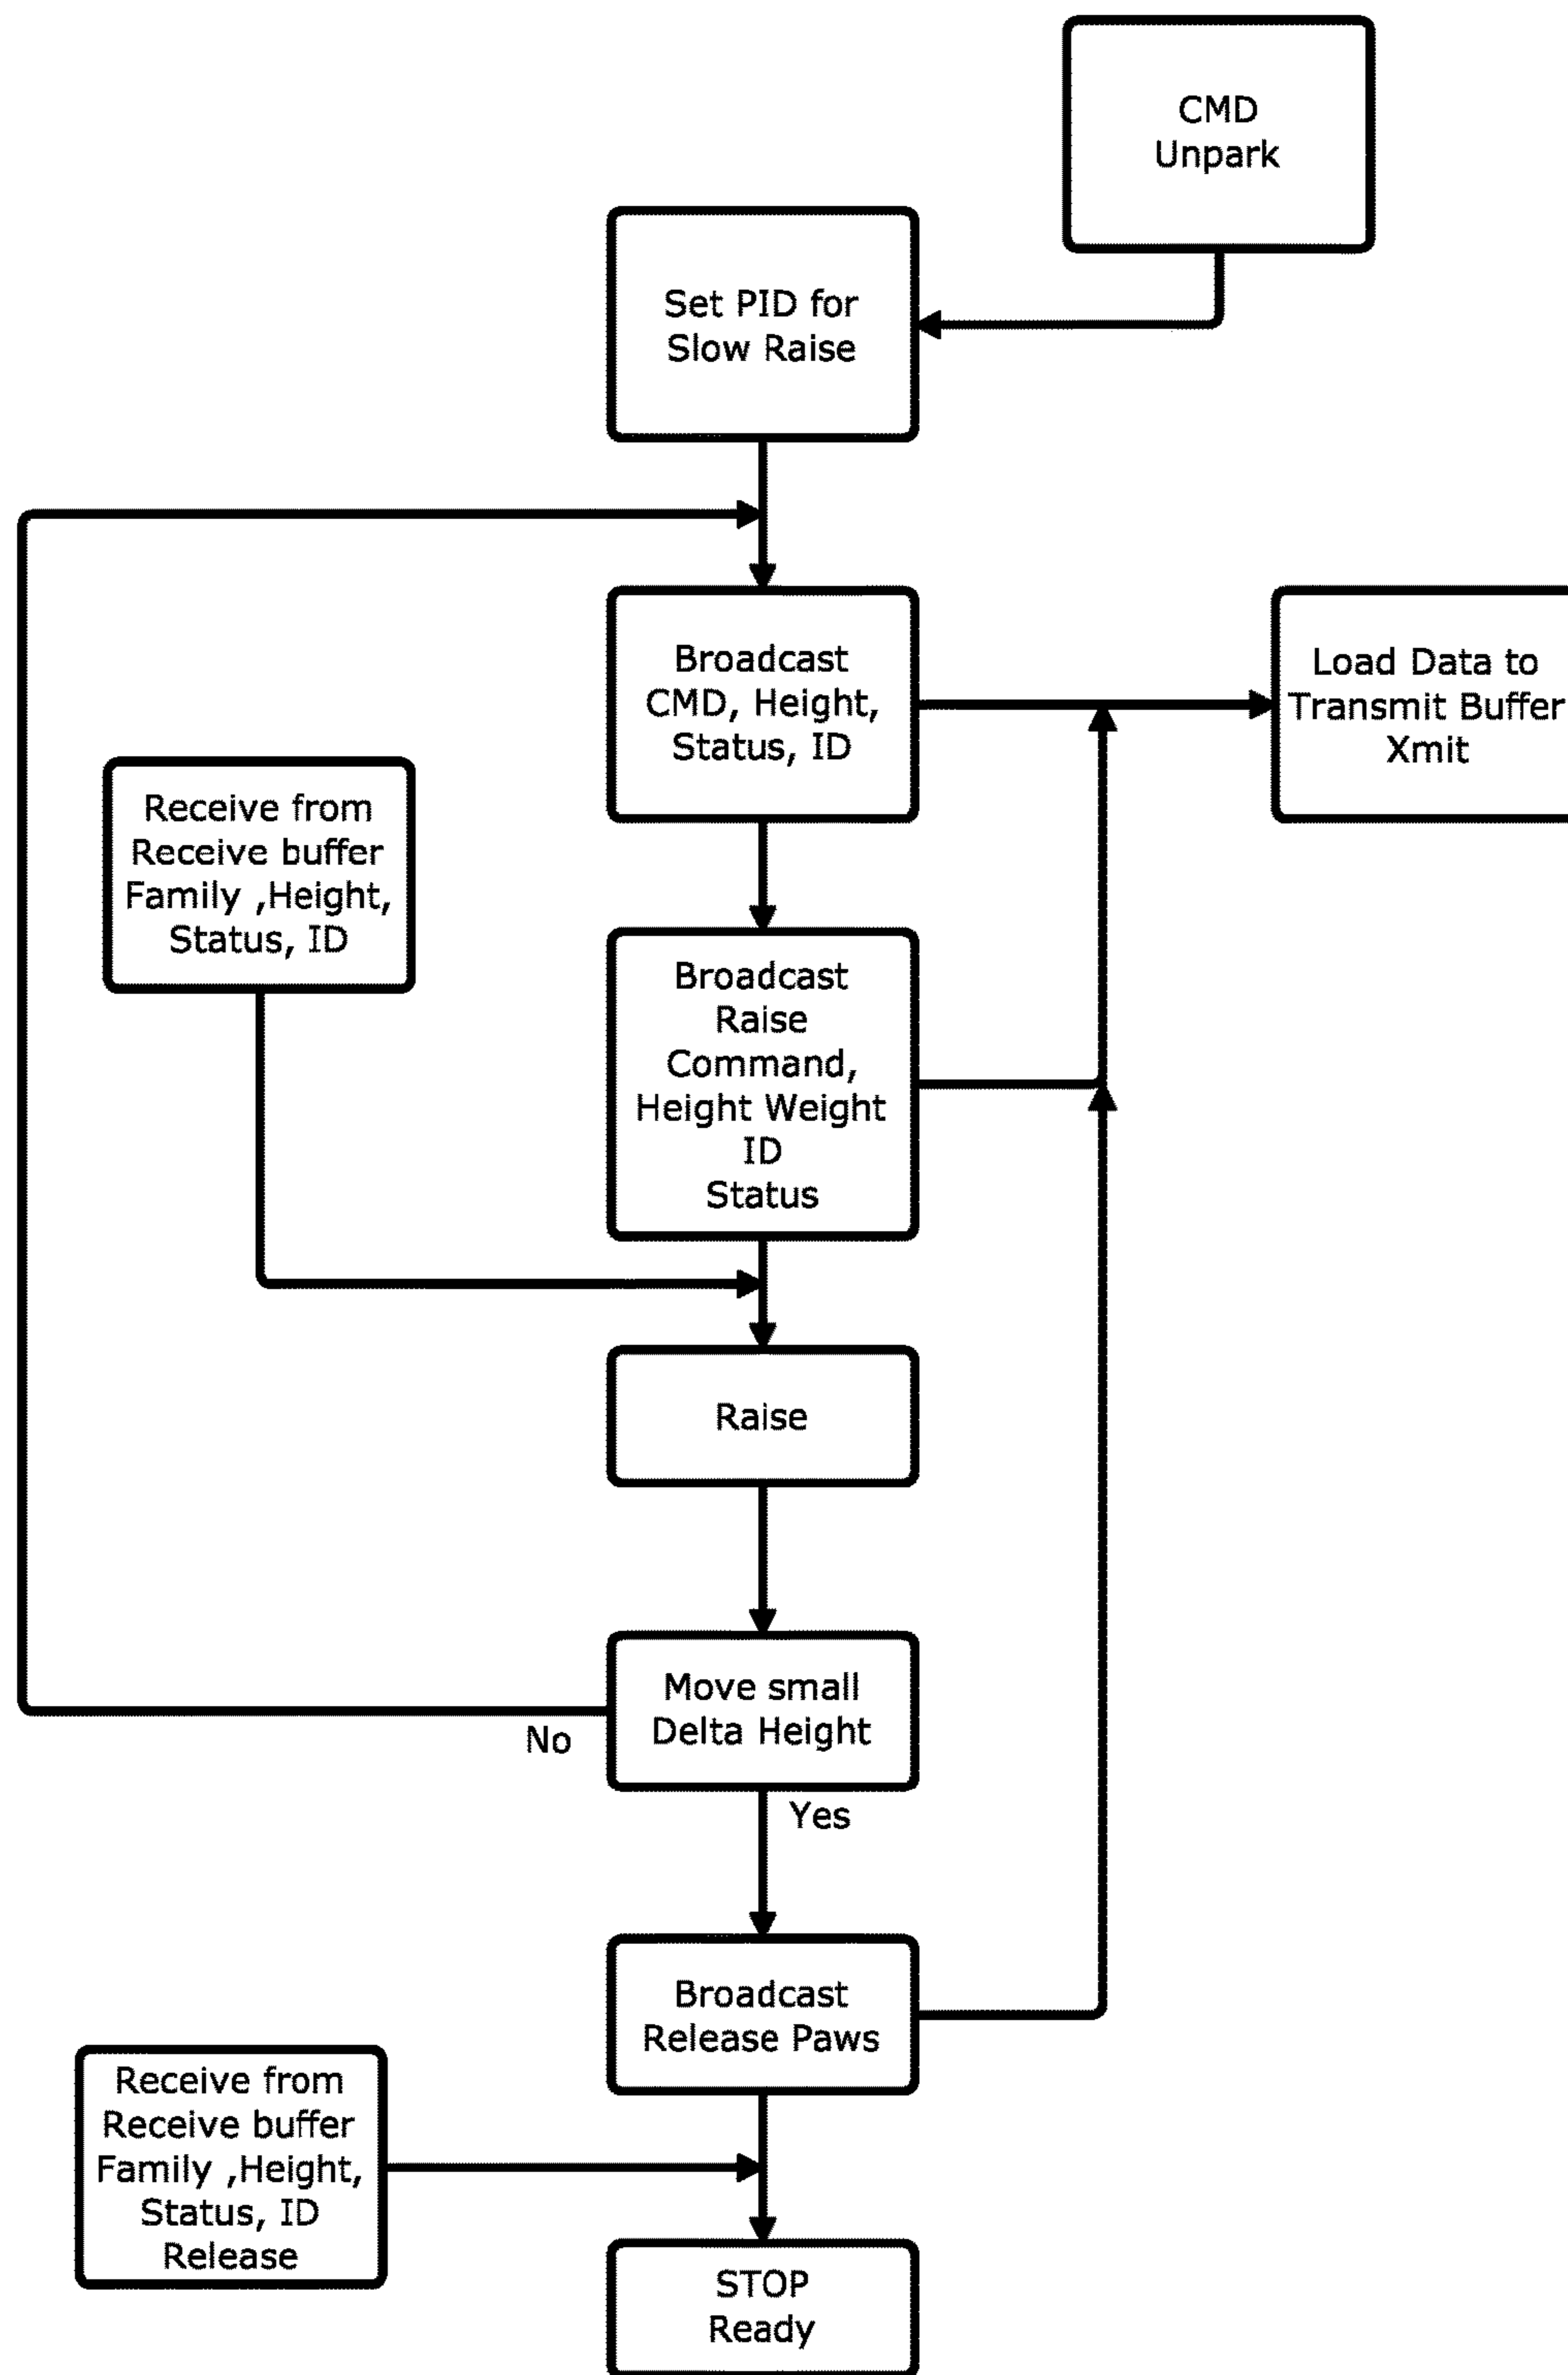 CMD
Unpark
Set PID for
Slow Raise
Broadcast
CMD, Height,
Status, ID
Load Data to
Transmit Buffer
Xmit
Receive from
Receive buffer
Family ,Height,
Status, ID
Broadcast
Raise
Command,
Height Weight
ID
Status
Raise
Move small
Delta Height
No
Yes
Broadcast
Release Paws
Receive from
Receive buffer
Family ,Height,
Status, ID
Release
STOP
Ready